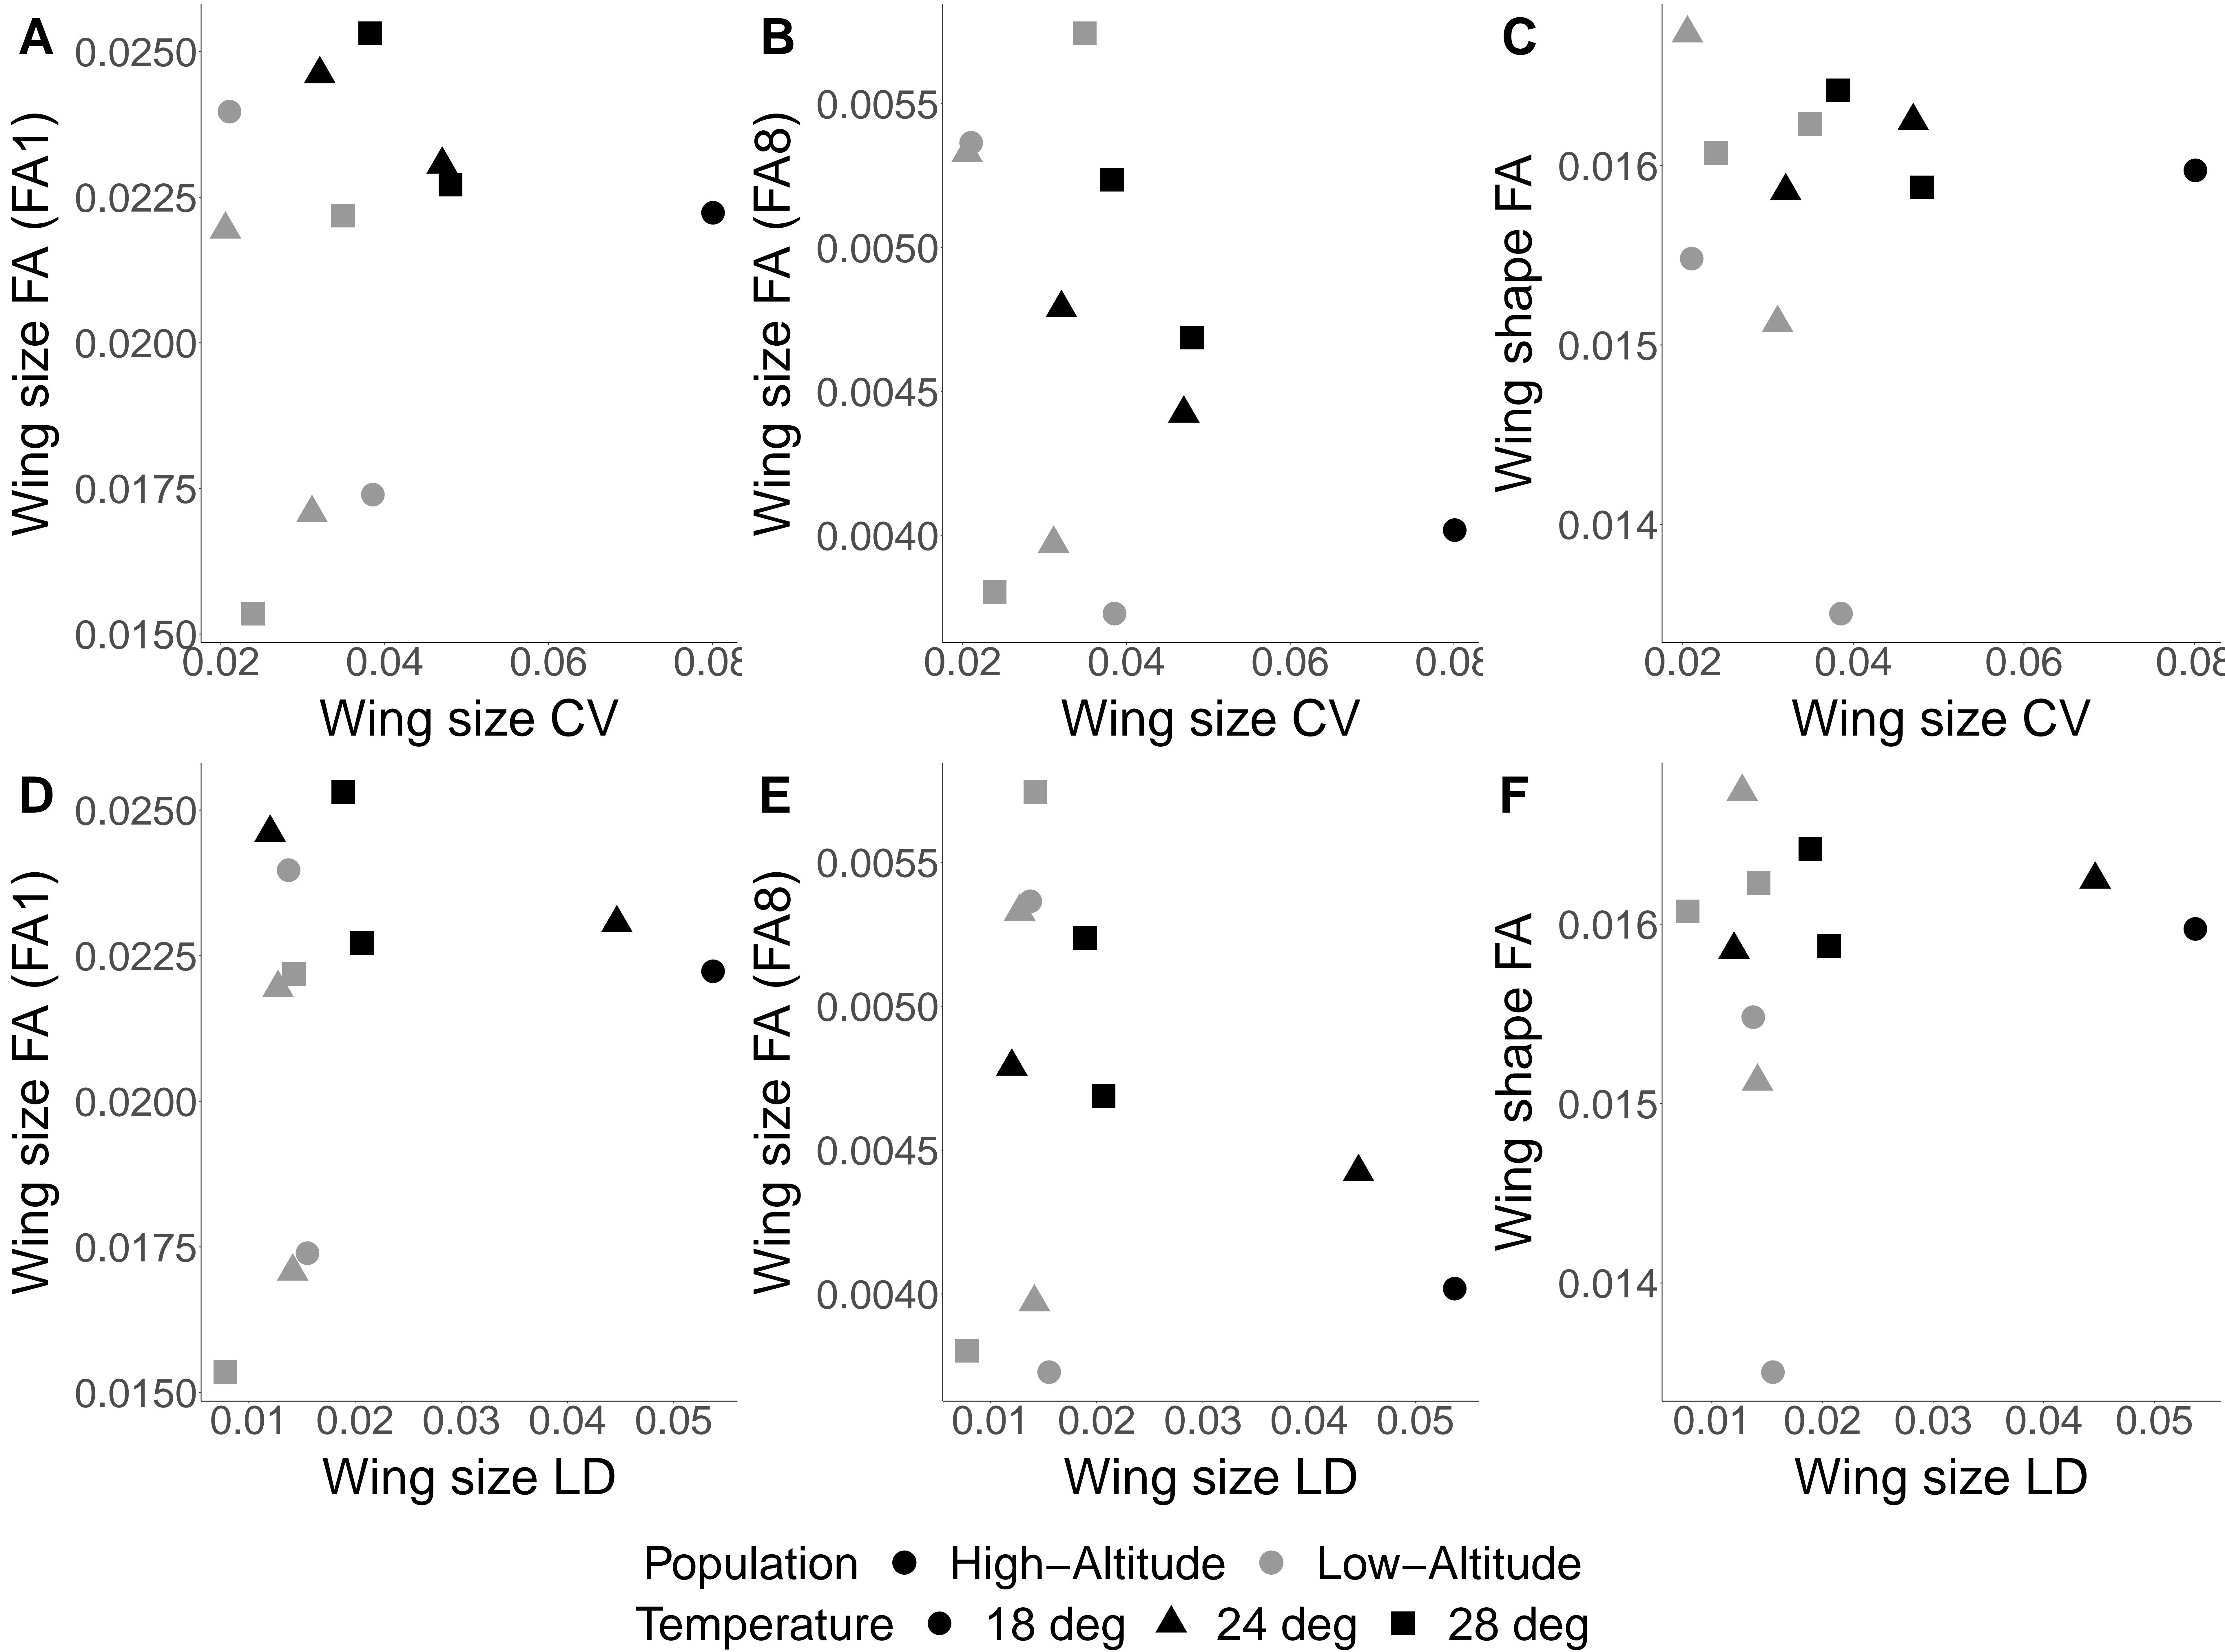 A
Wing size FA (FA1)
0.0250
0.0225
0.0200
0.0175
0.0150
0.02 0.04 0.06 0.08
Wing size CV
B
Wing size FA (FA8)
0.0055
0.0050
0.0045
0.0040
0.02 0.04 0.06 0.08
Wing size CV
C
Wing shape FA
0.016
0.015
0.014
0.02 0.04 0.06 0.08
Wing size CV
D
Wing size FA (FA1)
0.0250
0.0225
0.0200
0.0175
0.0150
0.01 0.02 0.03 0.04 0.05
Wing size LD
E
Wing size FA (FA8)
0.0055
0.0050
0.0045
0.0040
0.01 0.02 0.03 0.04 0.05
Wing size LD
F
Wing shape FA
0.016
0.015
0.014
0.01 0.02 0.03 0.04 0.05
Wing size LD
Population High−Altitude Low−Altitude
Temperature 18 deg 24 deg 28 deg